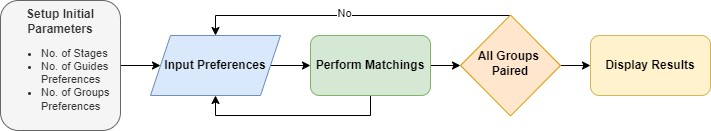 Setup Initial
Parameters
• No. of Stages
• No. of Guides
Preferences
• No. of Groups
Preferences
No
Input Preferences
Perform Matchings
All Groups
Paired
Display Results